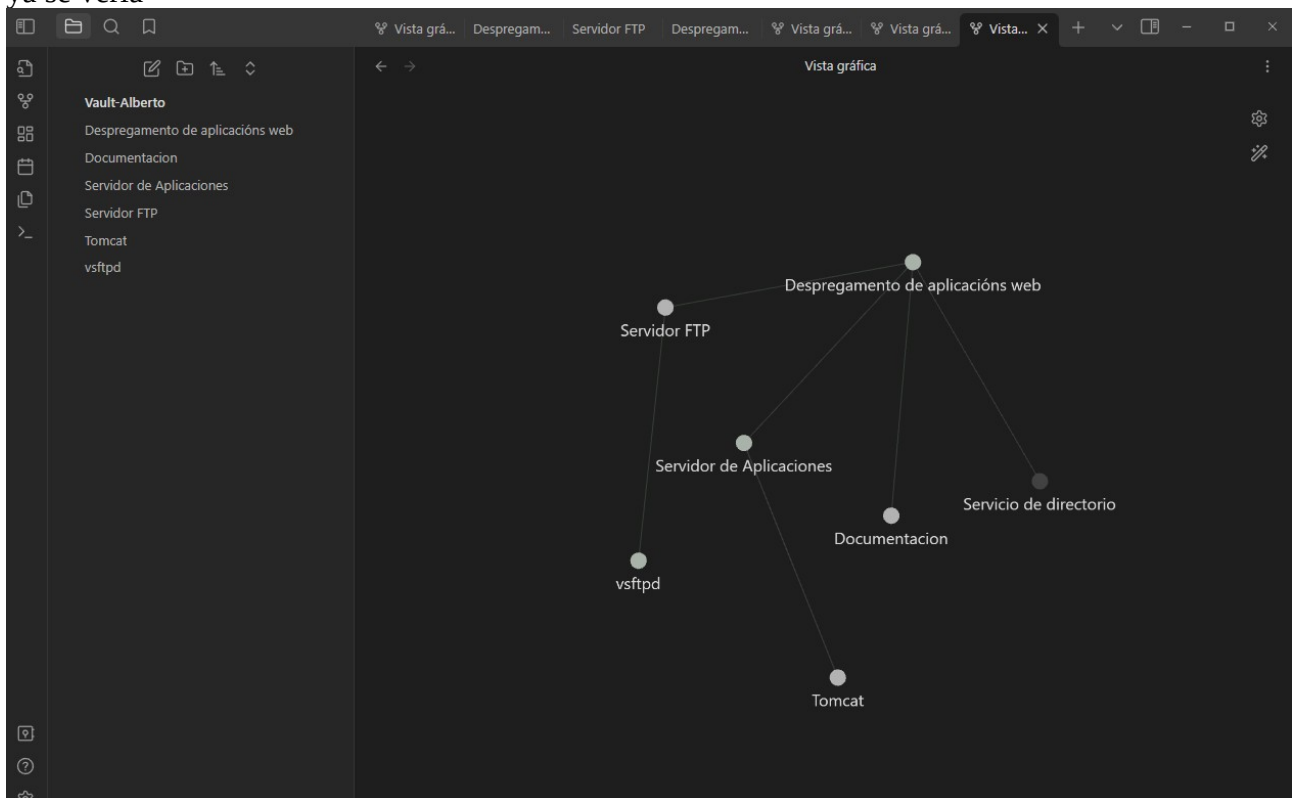 ya se vería
Vista grá...
Despregam...
Servidor FTP
Despregam...
Vista grá...
Vista grá...
Vista...
Vista gráfica
Vault-Alberto
Despregamento de aplicacións web
Documentacion
Servidor de Aplicaciones
Servidor FTP
Tomcat
vsftpd
Despregamento de aplicacións web
Servidor FTP
Servidor de Aplicaciones
Servicio de directorio
Documentacion
vsftpd
Tomcat